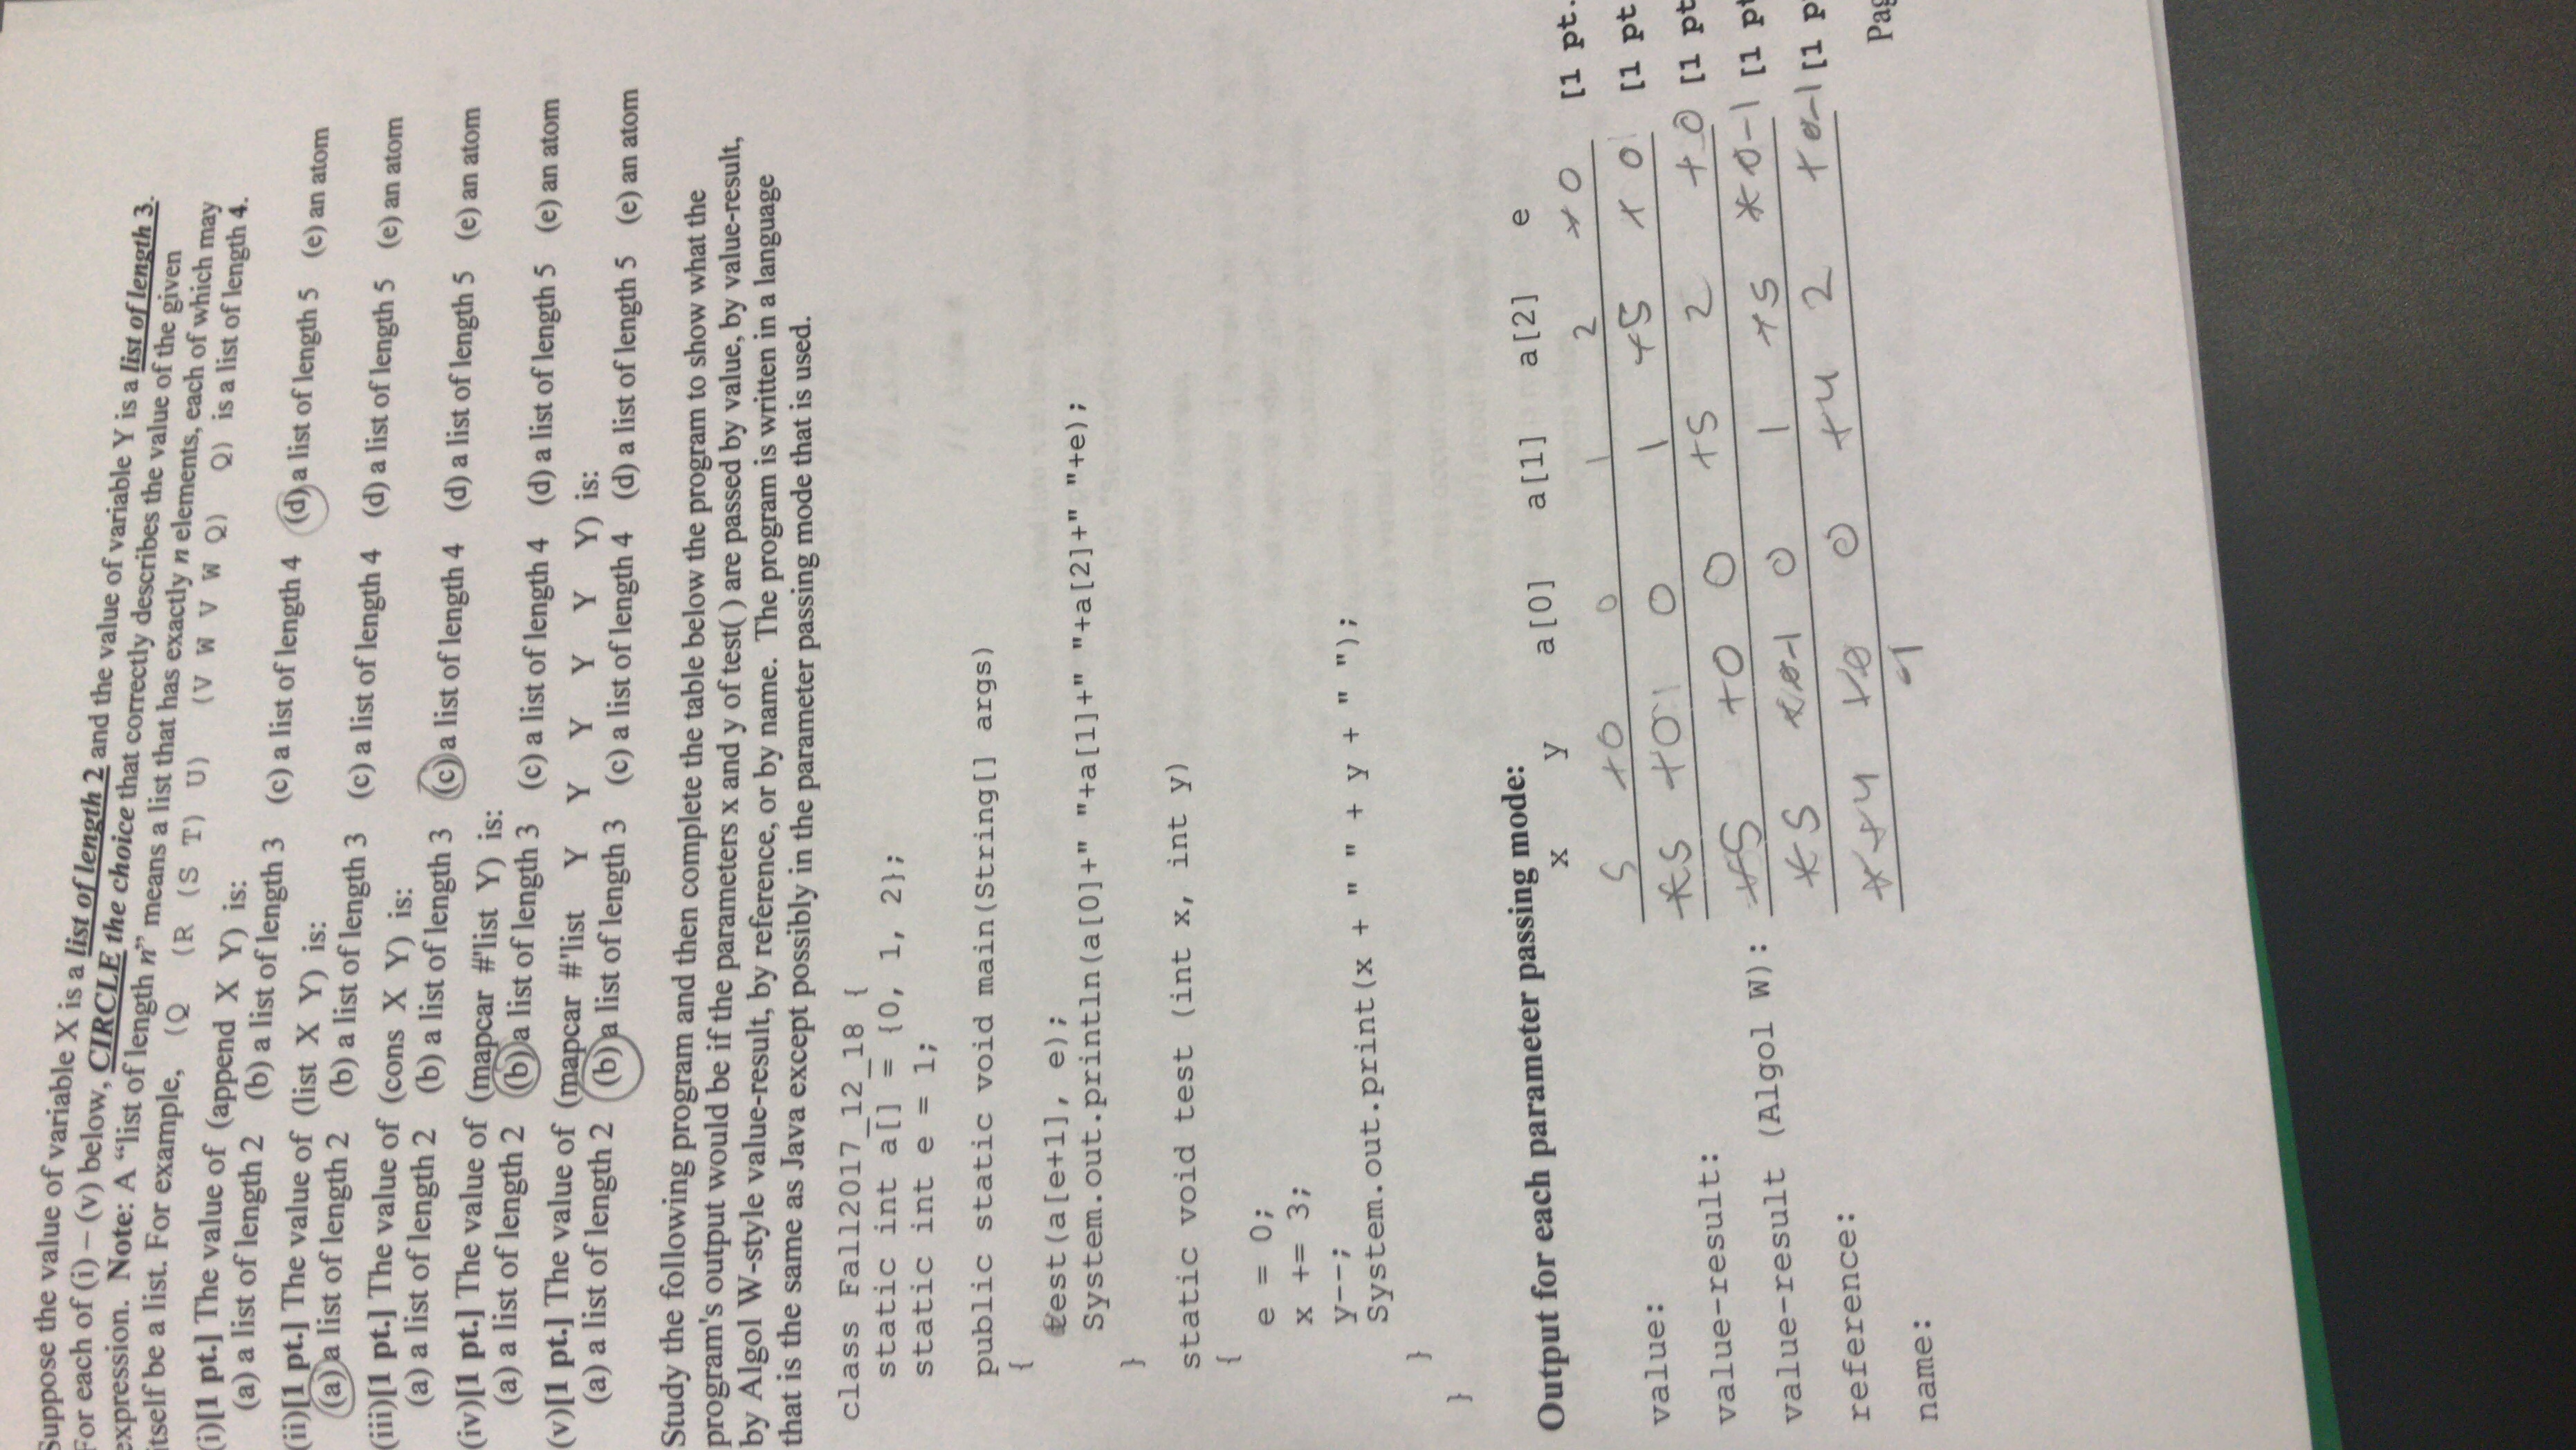 Suppose the value of variable X is a list of length 2 and the value of variable Y is a list of length 3.
For each of (i) – (v) below, CIRCLE the choice that correctly describes the value of the given
expression. Note: A “list of length n” means a list that has exactly n elements, each of which may
itself be a list. For example, (Q (R (S T) U) (V W V W Q) Q) is a list of length 4.
(i)[1 pt.] The value of (append X Y) is:
(a) a list of length 2 (b) a list of length 3 (c) a list of length 4 (d) a list of length 5 (e) an atom
(ii)[1 pt.] The value of (list X Y) is:
(a) a list of length 2 (b) a list of length 3 (c) a list of length 4 (d) a list of length 5 (e) an atom
(iii)[1 pt.] The value of (cons X Y) is:
(a) a list of length 2 (b) a list of length 3 (c) a list of length 4 (d) a list of length 5 (e) an atom
(iv)[1 pt.] The value of (mapcar #'list Y) is:
(a) a list of length 2 (b) a list of length 3 (c) a list of length 4 (d) a list of length 5 (e) an atom
(v)[1 pt.] The value of (mapcar #'list Y Y Y Y Y Y) is:
(a) a list of length 2 (b) a list of length 3 (c) a list of length 4 (d) a list of length 5 (e) an atom
Study the following program and then complete the table below the program to show what the
program's output would be if the parameters x and y of test( ) are passed by value, by value-result,
by Algol W-style value-result, by reference, or by name. The program is written in a language
that is the same as Java except possibly in the parameter passing mode that is used.
class Fall2017_12_18 {
static int a[] = {0, 1, 2};
static int e = 1;
public static void main(String[] args)
{
test(a[e+1], e);
System.out.println(a[0]+" "+a[1]+" "+a[2]+" "+e);
}
static void test (int x, int y)
{
e = 0;
x += 3;
y--;
System.out.print(x + " " + y + " ");
}
}
Output for each parameter passing mode:
x y a[0] a[1] a[2] e
value: 5 0 0 1 2 0 [1 pt.
value-result: 5 0 0 1 5 0 [1 pt
value-result (Algol W): 5 0 0 5 2 0 [1 pt
reference: 5 -1 0 1 5 -1 [1 pt
name: 4 -1 0 4 2 -1 [1 p
Pag